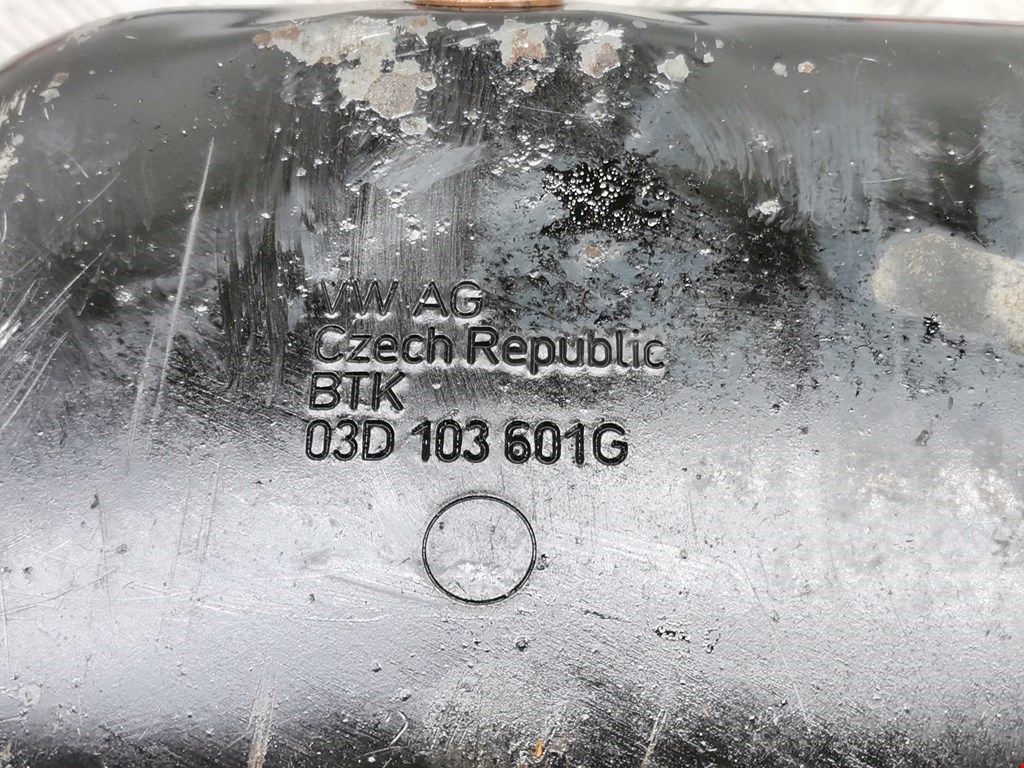 VW AG
Czech Republic
BTK
03D 103 601G